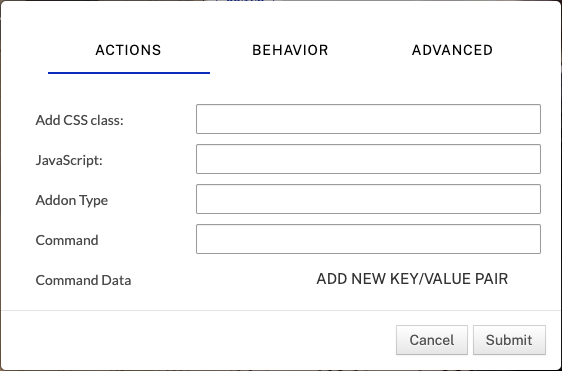 ACTIONS BEHAVIOR ADVANCED
Add CSS class:
JavaScript:
Addon Type
Command
Command Data ADD NEW KEY/VALUE PAIR
Cancel Submit